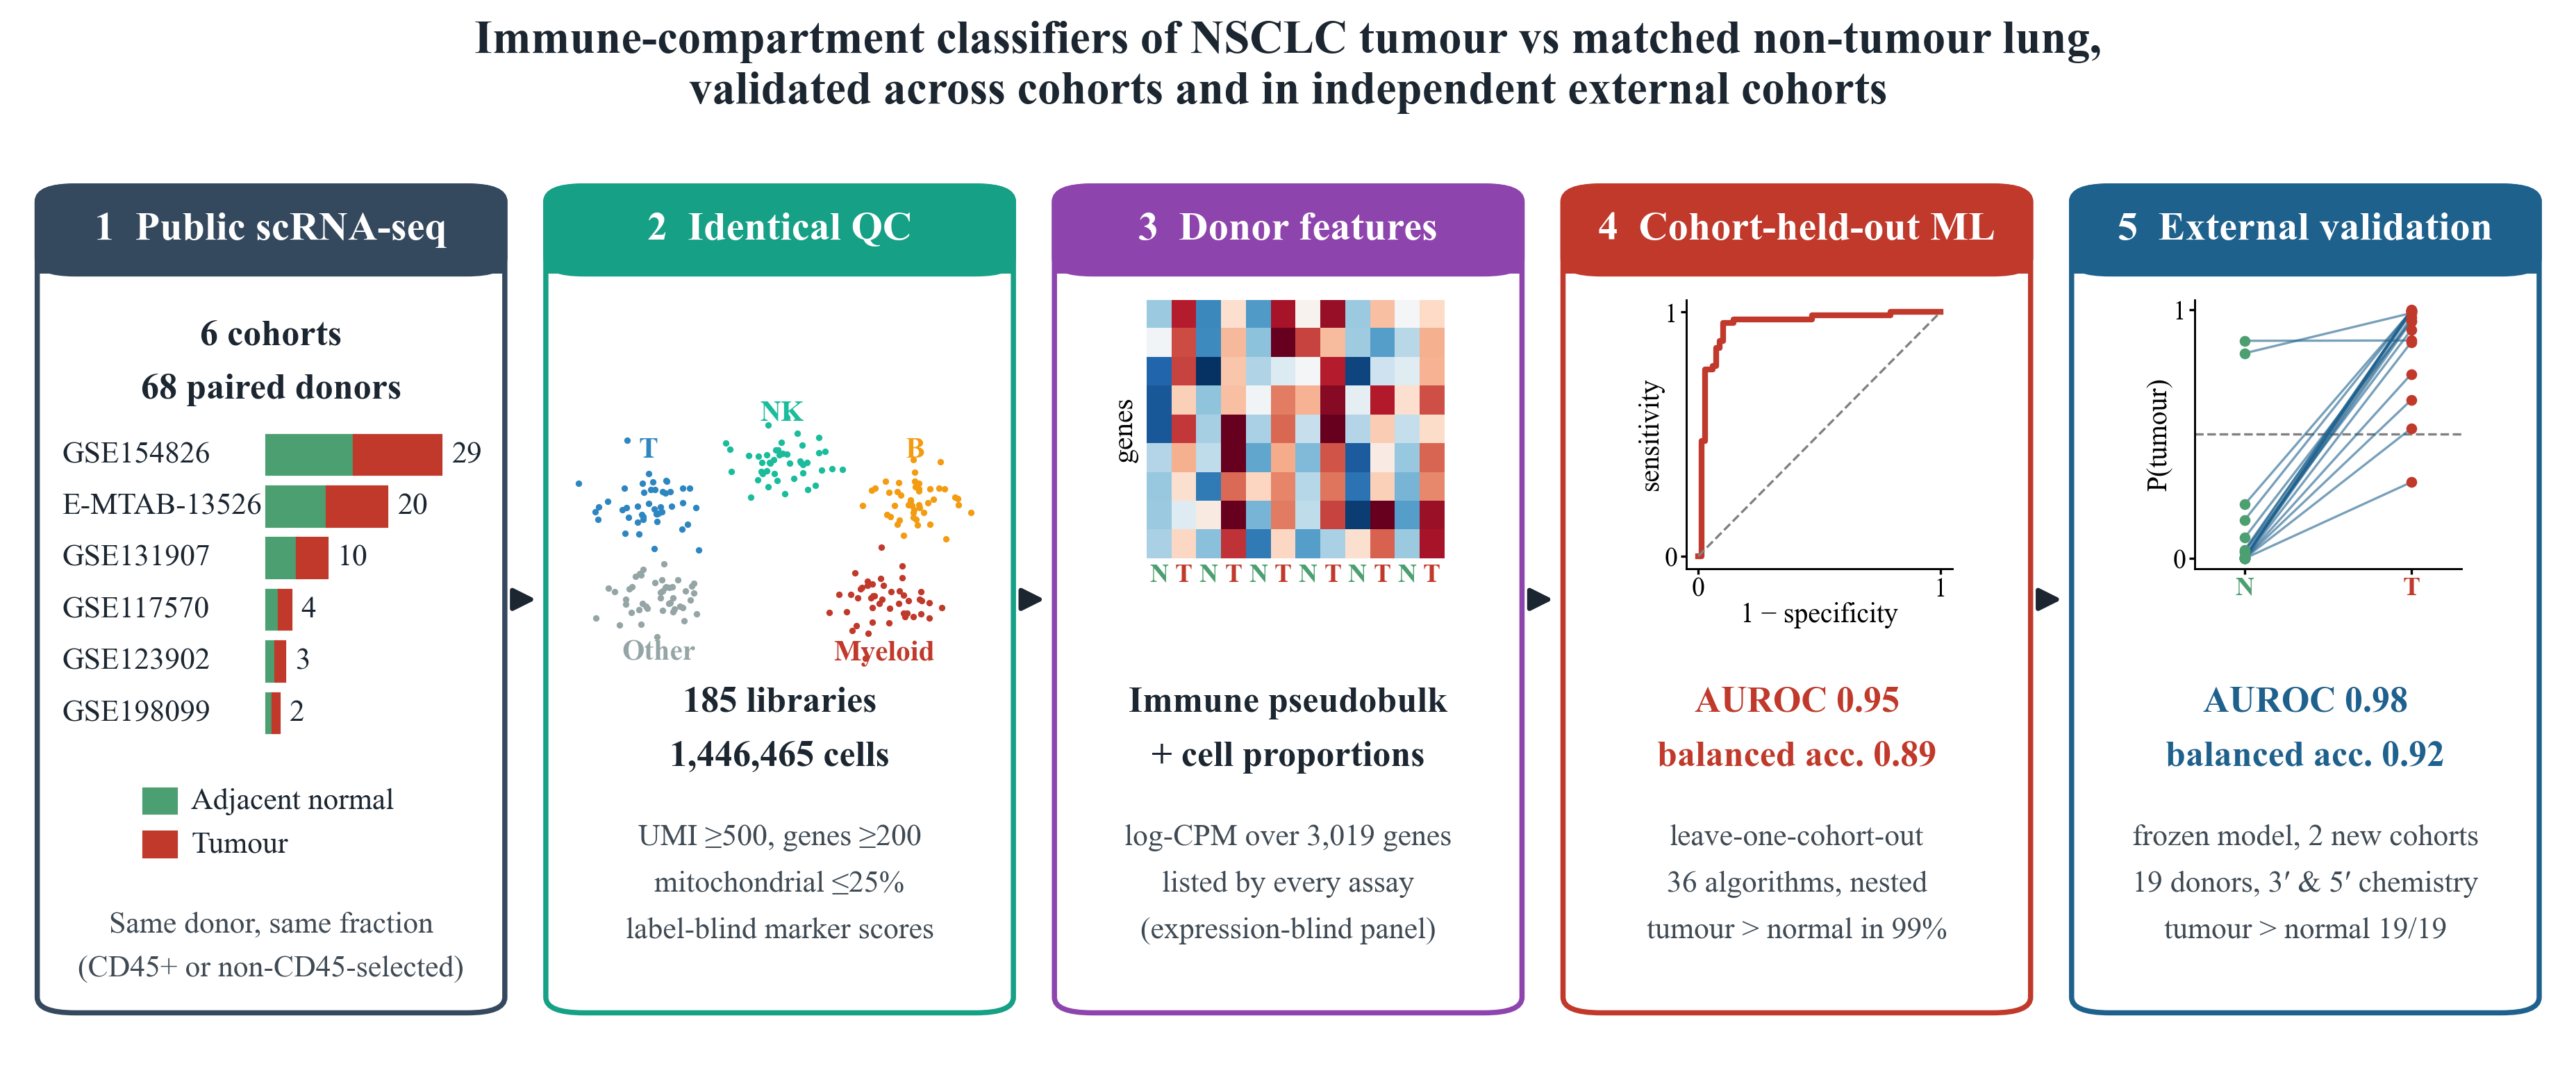 Immune-compartment classifiers of NSCLC tumour vs matched non-tumour lung,
validated across cohorts and in independent external cohorts
1 Public scRNA-seq
6 cohorts
68 paired donors
GSE154826 29
E-MTAB-13526 20
GSE131907 10
GSE117570 4
GSE123902 3
GSE198099 2
Adjacent normal
Tumour
Same donor, same fraction
(CD45+ or non-CD45-selected)
2 Identical QC
NK
T
B
Other
Myeloid
185 libraries
1,446,465 cells
UMI ≥500, genes ≥200
mitochondrial ≤25%
label-blind marker scores
3 Donor features
genes
N T N T N T N T N T N T
Immune pseudobulk
+ cell proportions
log-CPM over 3,019 genes
listed by every assay
(expression-blind panel)
4 Cohort-held-out ML
1
sensitivity
0
0 1
1 − specificity
AUROC 0.95
balanced acc. 0.89
leave-one-cohort-out
36 algorithms, nested
tumour > normal in 99%
5 External validation
1
P(tumour)
0
N T
AUROC 0.98
balanced acc. 0.92
frozen model, 2 new cohorts
19 donors, 3′ & 5′ chemistry
tumour > normal 19/19